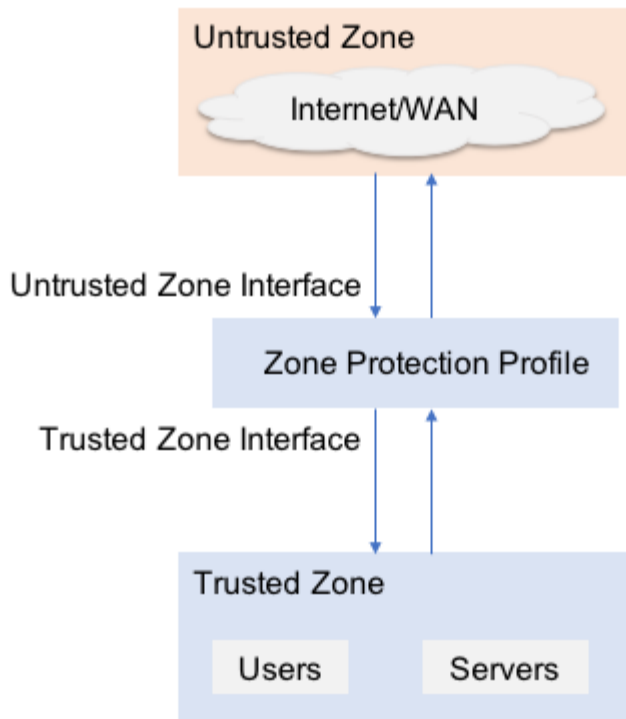 Untrusted Zone
Internet/WAN
Untrusted Zone Interface
Zone Protection Profile
Trusted Zone Interface
Trusted Zone
Users
Servers